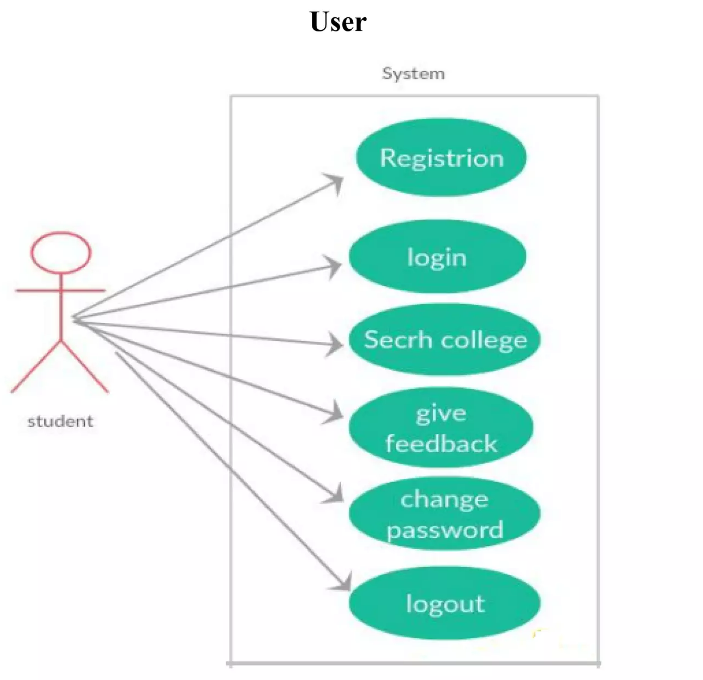 User
System
Registrion
login
Secrh college
give
feedback
change
password
logout
student